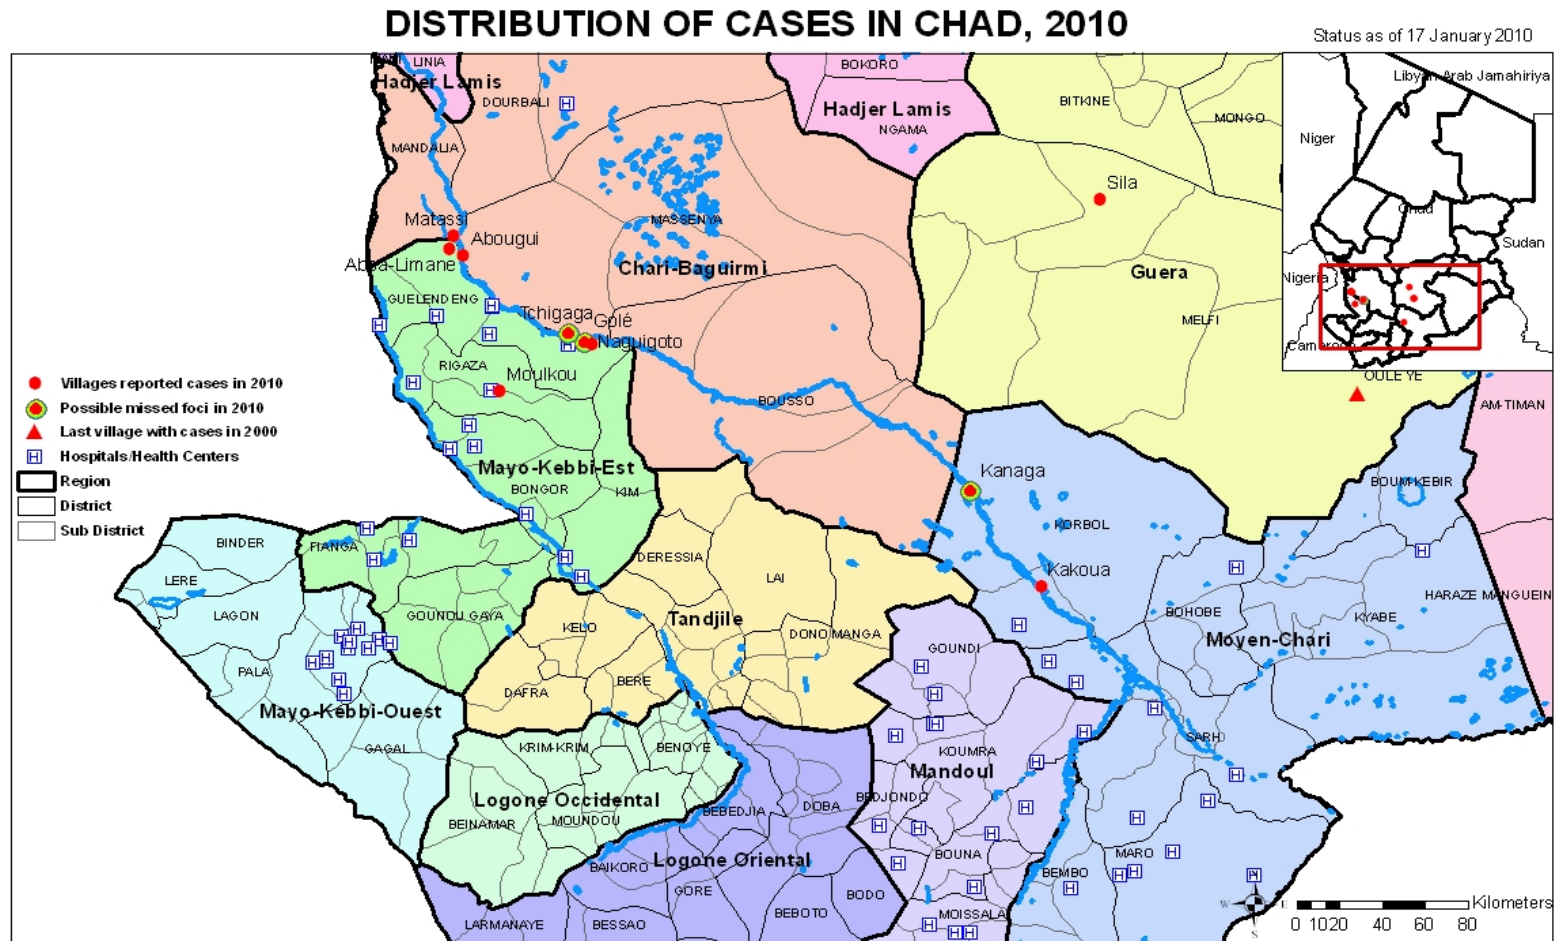 DISTRIBUTION OF CASES IN CHAD, 2010
Status as of 17 January 2010
LINIA
Hadjer Lamis
DOURBALI
H
BOKORO
Hadjer Lamis
NGAMA
BITKINE
MONGO
Libyan Arab Jamahiriya
Niger
Chad
Sudan
Nigeria
Cameroon
MANDALIA
Sila
Matassi
MASSENYA
Abougui
Abba-Limane
Chari-Baguirmi
Guera
GUELENDENG
Tchigaga
Golé
Naguigoto
MELFI
RIGAZA
Moulkou
OULEYE
AM-TIMAN
BOUSSO
Villages reported cases in 2010
Possible missed foci in 2010
Last village with cases in 2000
H Hospitals/Health Centers
Region
District
Sub District
Mayo-Kebbi-Est
BONGOR
KIM
Kanaga
BOUM-KEBIR
KORBOL
BINDER
FIANGA
DERESSIA
LERE
LAI
Kakoua
LAGON
GOUNOU GAYA
KELO
Tandjile
DONO MANGA
BOHOBE
KYABE
HARAZE MANGUEIN
Moyen-Chari
GOUNDI
PALA
DAFRA
BERE
Mayo-Kebbi-Ouest
GAGAL
KRIM-KRIM
BENOYE
KOUMRA
SARH
Mandoul
Logone Occidental
BEDJONDO
BEINAMAR
MOUNDOU
BEBEDJIA
DOBA
BAIKORO
Logone Oriental
BOUNA
MARO
BEMBO
GORE
BODO
LARMANAYE
BESSAO
BEBOTO
MOISSALA
W
E
S
Kilometers
0 10 20 40 60 80